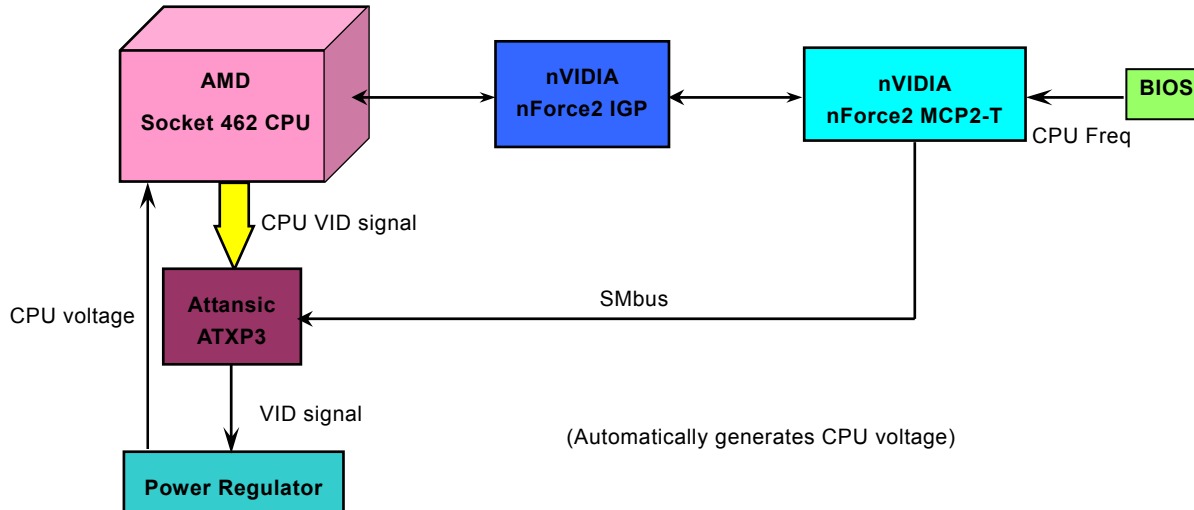 AMD
Socket 462 CPU
nVIDIA
nForce2 IGP
nVIDIA
nForce2 MCP2-T
BIOS
CPU Freq
CPU VID signal
Attansic
ATXP3
SMbus
CPU voltage
VID signal
(Automatically generates CPU voltage)
Power Regulator